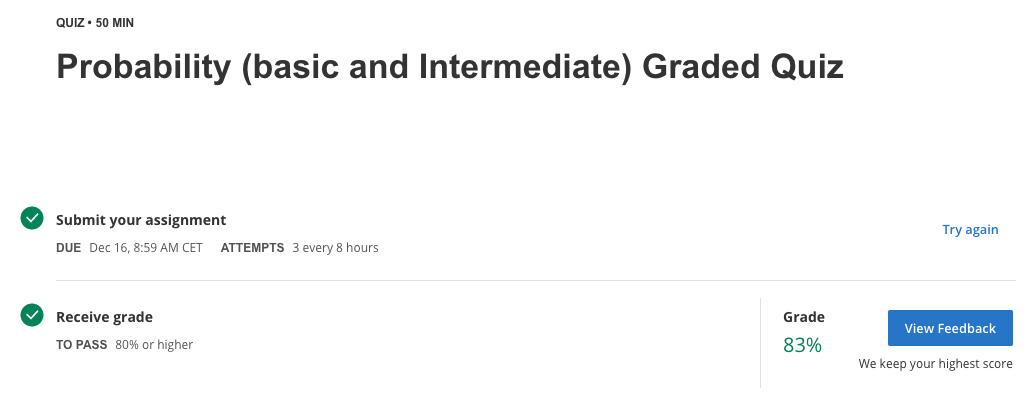 QUIZ • 50 MIN
Probability (basic and Intermediate) Graded Quiz
Submit your assignment
DUE Dec 16, 8:59 AM CET ATTEMPTS 3 every 8 hours
Try again
Receive grade
TO PASS 80% or higher
Grade
83%
View Feedback
We keep your highest score